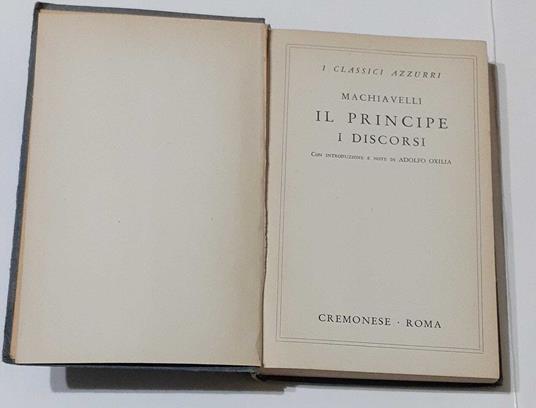 I CLASSICI AZZURRI
MACHIAVELLI
IL PRINCIPE
I DISCORSI
CON INTRODUZIONE E NOTE DI ADOLFO OXILIA
CREMONESE · ROMA